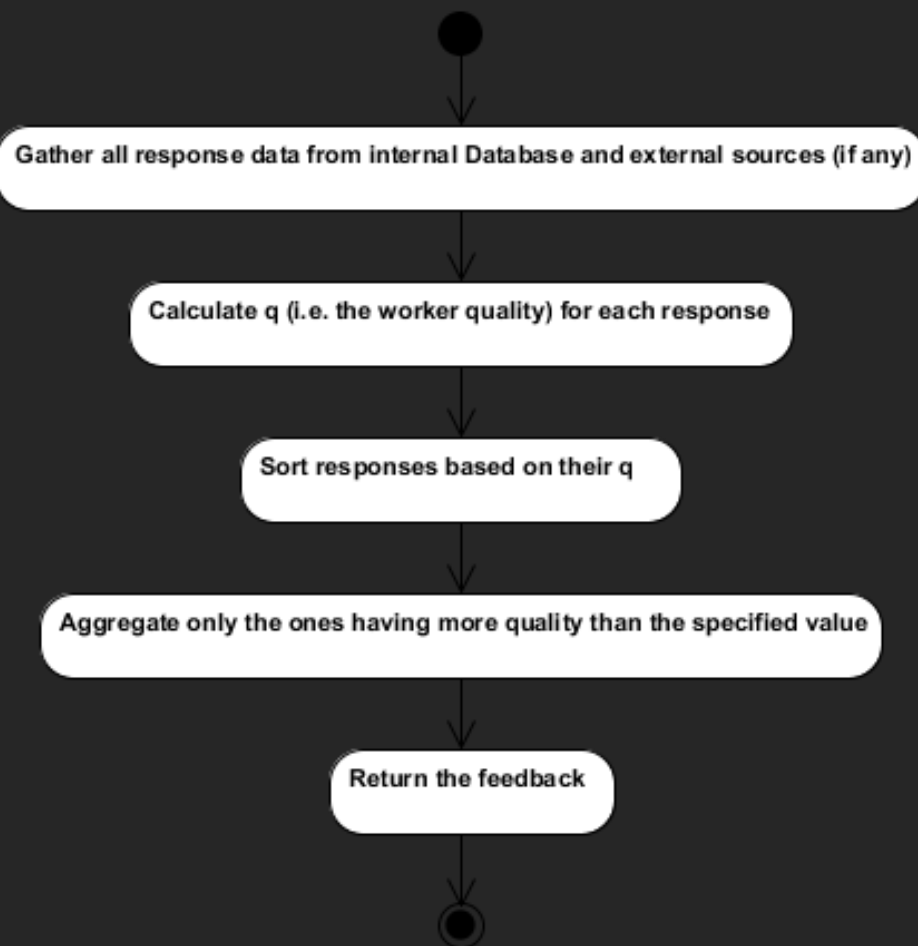 Gather all response data from internal Database and external sources (if any)
Calculate q (i.e. the worker quality) for each response
Sort responses based on their q
Aggregate only the ones having more quality than the specified value
Return the feedback